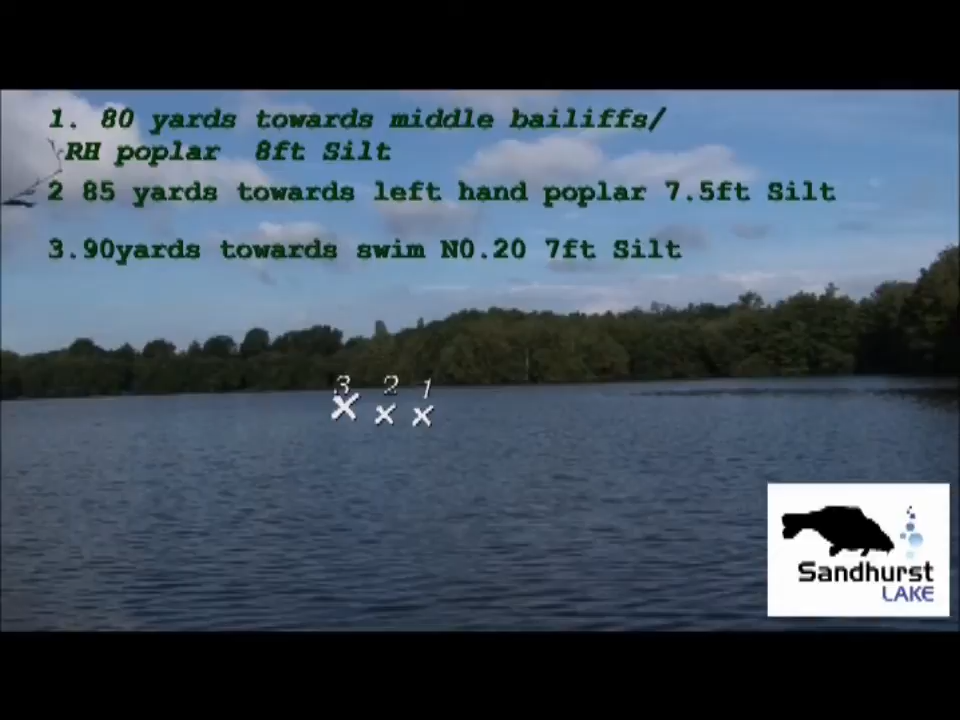 1. 80 yards towards middle bailiffs/
RH poplar 8ft Silt
2 85 yards towards left hand poplar 7.5ft Silt
3.90yards towards swim N0.20 7ft Silt
3 2 1
x x x
Sandhurst
LAKE